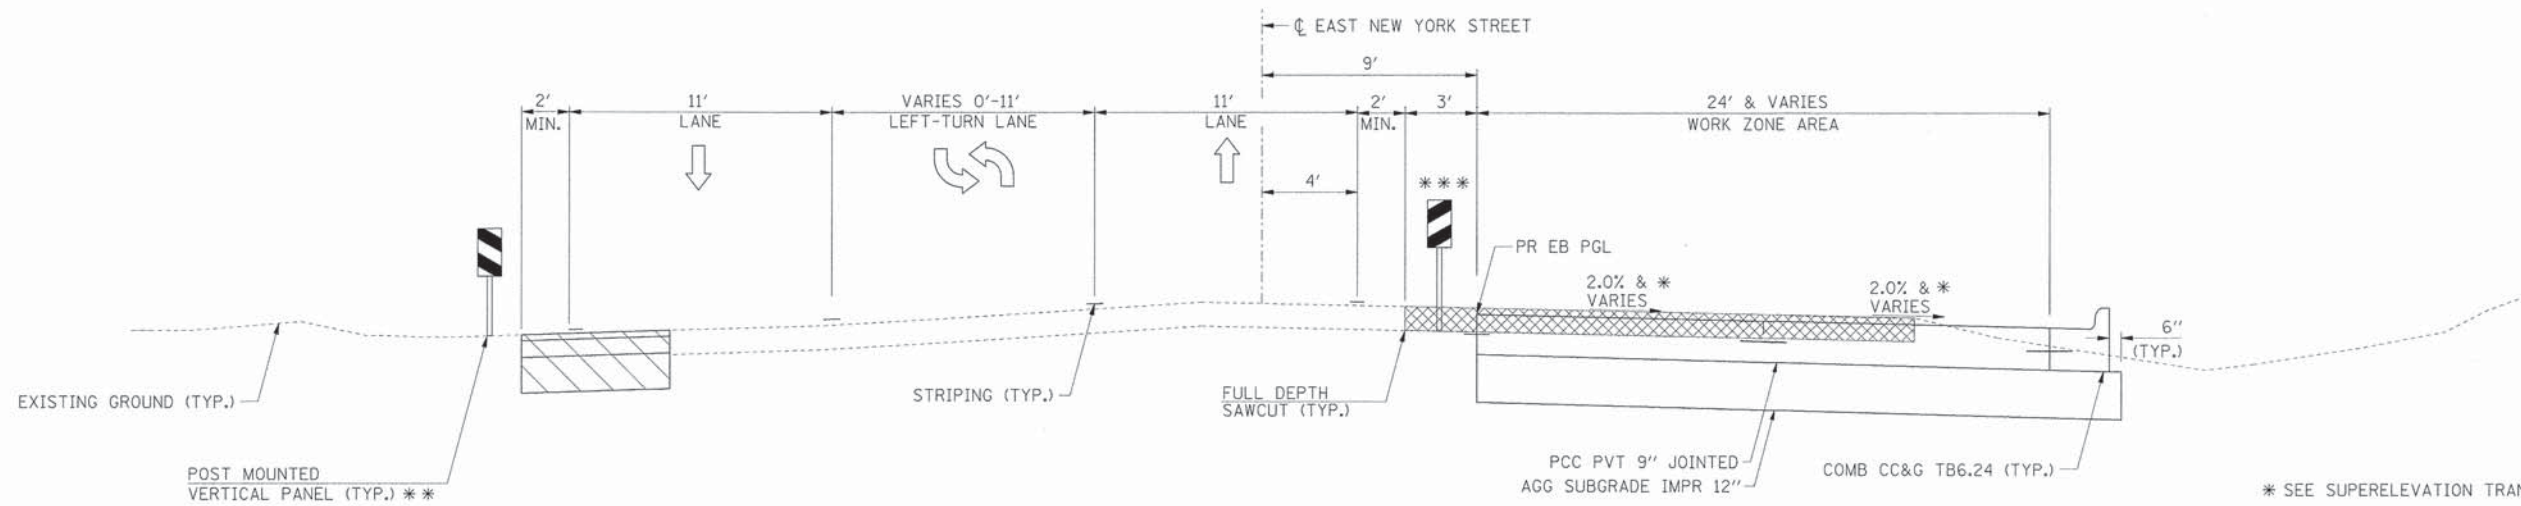 ℄ EAST NEW YORK STREET
9'
2'
MIN.
11'
LANE
VARIES 0'-11'
LEFT-TURN LANE
11'
LANE
2'
MIN.
3'
24' & VARIES
WORK ZONE AREA
4'
***
PR EB PGL
2.0% & *
VARIES
2.0% & *
VARIES
6"
(TYP.)
EXISTING GROUND (TYP.)
STRIPING (TYP.)
FULL DEPTH
SAWCUT (TYP.)
POST MOUNTED
VERTICAL PANEL (TYP.) **
PCC PVT 9" JOINTED
AGG SUBGRADE IMPR 12"
COMB CC&G TB6.24 (TYP.)
* SEE SUPERELEVATION TRAN